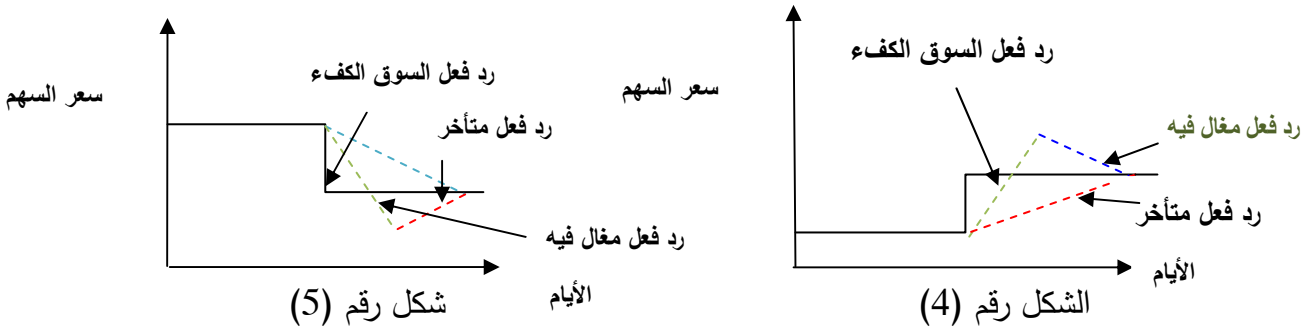 رد فعل السوق الكفء
سعر السهم
رد فعل مغال فيه
رد فعل متأخر
الأيام
الشكل رقم (4)
رد فعل السوق الكفء
سعر السهم
رد فعل متأخر
رد فعل مغال فيه
الأيام
شكل رقم (5)